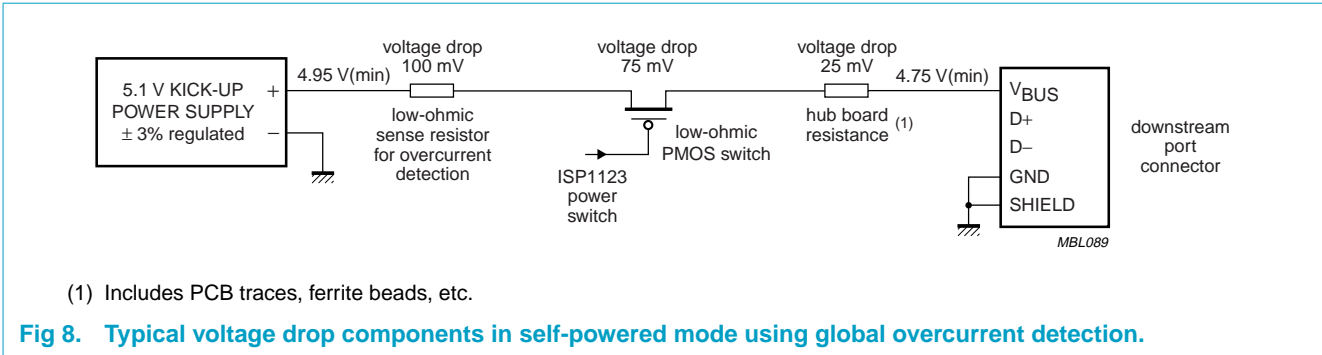 5.1 V KICK-UP
POWER SUPPLY
± 3% regulated
+
−
4.95 V(min)
voltage drop
100 mV
low-ohmic
sense resistor
for overcurrent
detection
voltage drop
75 mV
low-ohmic
PMOS switch
ISP1123
power
switch
voltage drop
25 mV
hub board
resistance (1)
4.75 V(min)
VBUS
D+
D−
GND
SHIELD
downstream
port
connector
MBL089
(1) Includes PCB traces, ferrite beads, etc.
Fig 8. Typical voltage drop components in self-powered mode using global overcurrent detection.